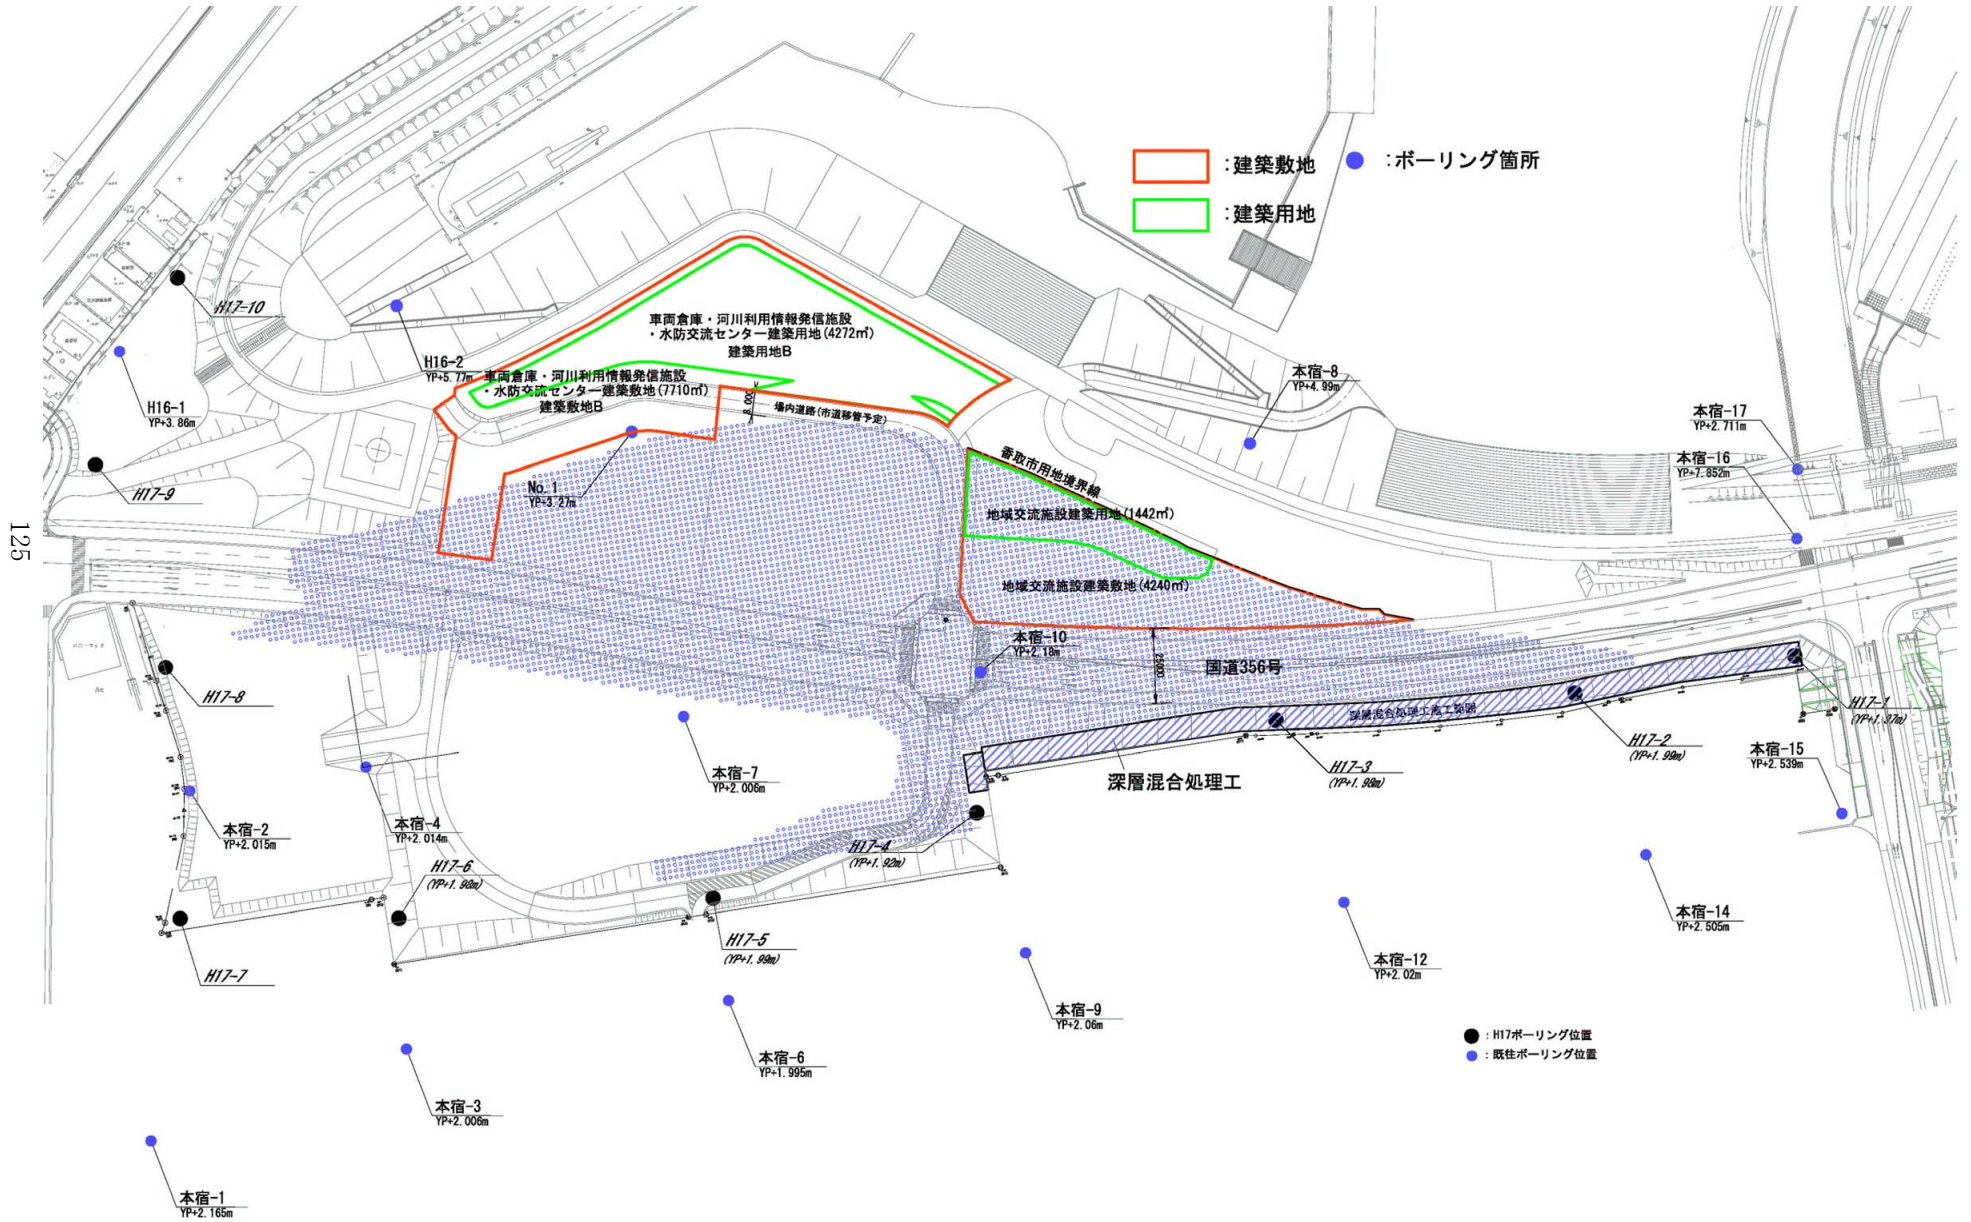 :建築敷地
:ボーリング箇所
:建築用地
H17-10
車両倉庫・河川利用情報発信施設
・水防交流センター建築用地(4272㎡)
建築用地B
H16-2
YP+5.77m
車両倉庫・河川利用情報発信施設
・水防交流センター建築敷地(7710㎡)
建築敷地B
8.000
場内道路(市道移管予定)
本宿-8
YP+4.99m
H16-1
YP+3.86m
本宿-17
YP+2.711m
本宿-16
YP+7.852m
香取市用地境界線
H17-9
No.1
YP+3.27m
地域交流施設建築用地(1442㎡)
125
地域交流施設建築敷地(4240㎡)
ハローマック
本宿-10
YP+2.18m
25000
国道356号
H17-8
H17-1
(YP+1.97m)
深層混合処理工施工範囲
H17-2
(YP+1.99m)
本宿-15
YP+2.539m
本宿-7
YP+2.006m
H17-3
(YP+1.98m)
深層混合処理工
本宿-2
YP+2.015m
本宿-4
YP+2.014m
H17-4
(YP+1.92m)
H17-6
(YP+1.98m)
本宿-14
YP+2.505m
H17-5
(YP+1.99m)
本宿-12
YP+2.02m
H17-7
本宿-9
YP+2.06m
:H17ボーリング位置
:既往ボーリング位置
本宿-6
YP+1.995m
本宿-3
YP+2.006m
本宿-1
YP+2.165m